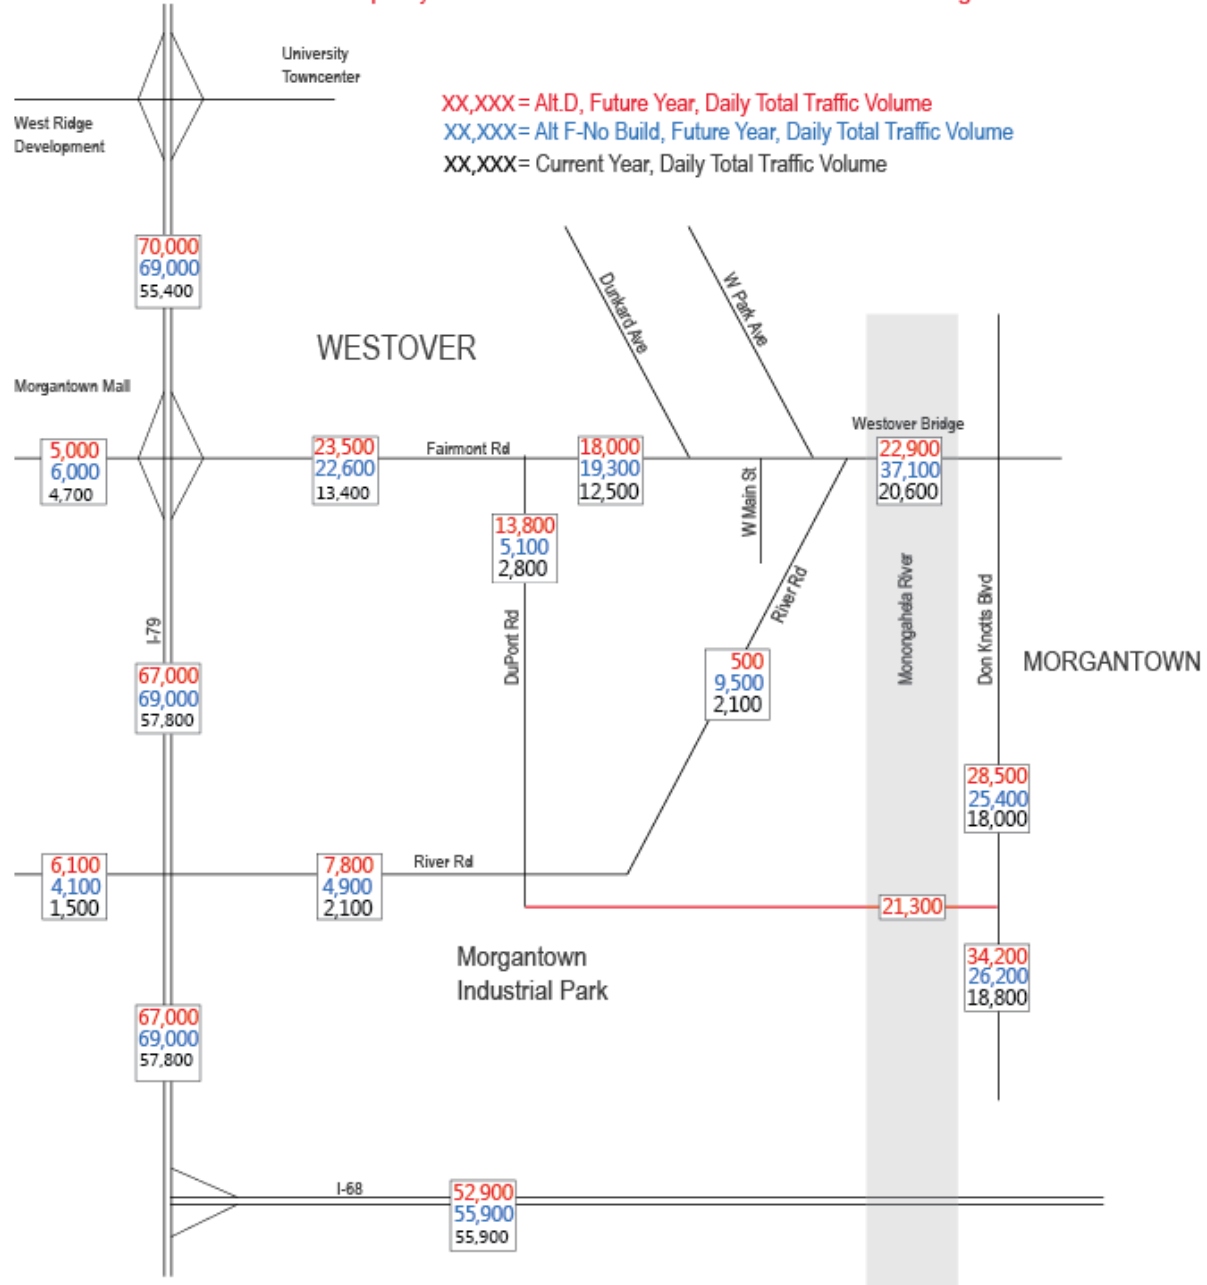 University
Towncenter
XX,XXX = Alt.D, Future Year, Daily Total Traffic Volume
XX,XXX = Alt F-No Build, Future Year, Daily Total Traffic Volume
XX,XXX = Current Year, Daily Total Traffic Volume
West Ridge
Development
70,000
69,000
55,400
Dunkard Ave
W Park Ave
WESTOVER
Morgantown Mall
5,000
6,000
4,700
23,500
22,600
13,400
Fairmont Rd
18,000
19,300
12,500
Westover Bridge
22,900
37,100
20,600
W Main St
13,800
5,100
2,800
River Rd
Monongahela River
Don Knotts Blvd
I-79
DuPont Rd
MORGANTOWN
67,000
69,000
57,800
500
9,500
2,100
28,500
25,400
18,000
6,100
4,100
1,500
7,800
4,900
2,100
River Rd
21,300
Morgantown
Industrial Park
34,200
26,200
18,800
67,000
69,000
57,800
I-68
52,900
55,900
55,900